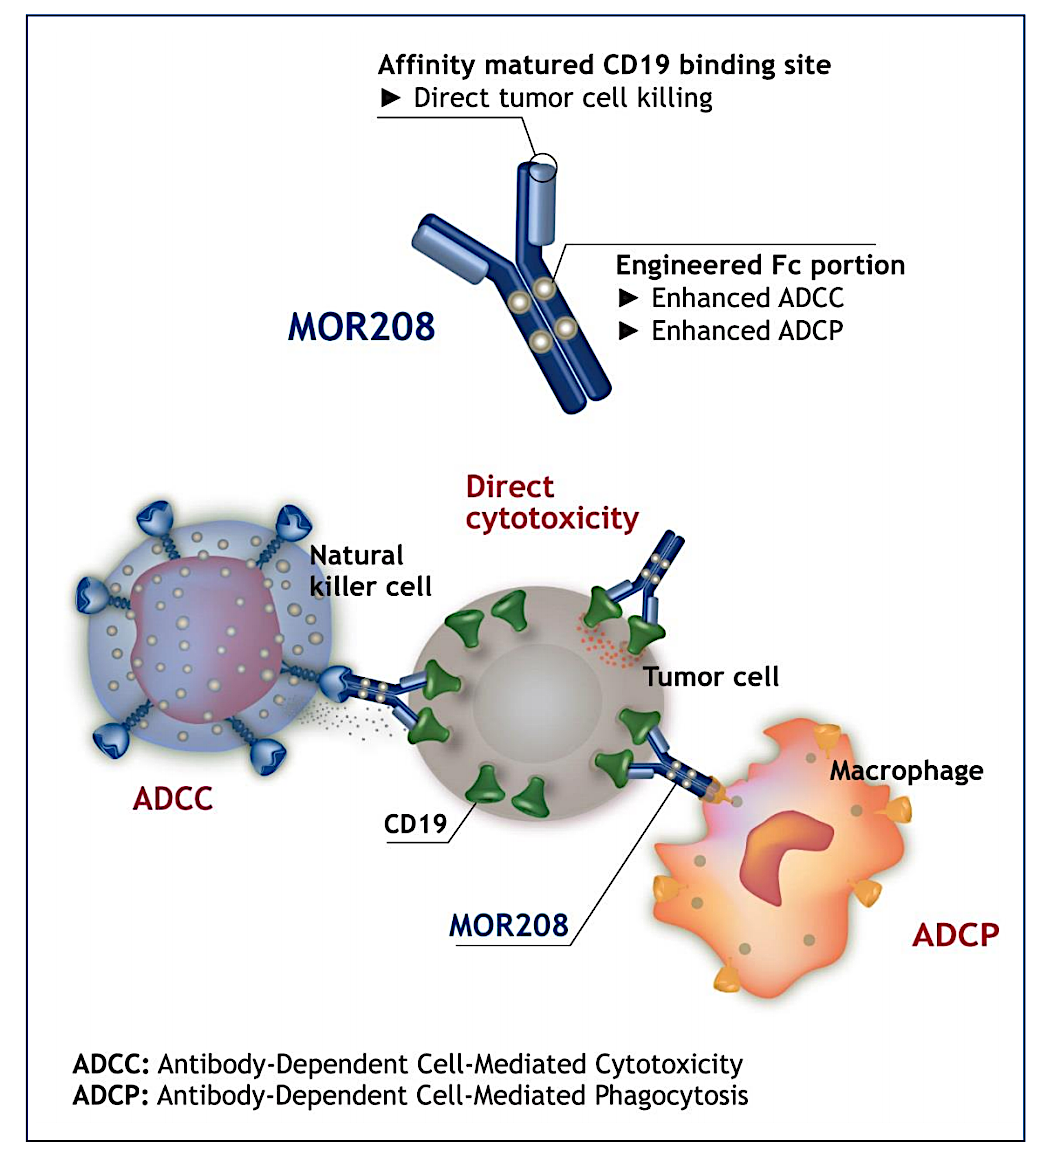 Affinity matured CD19 binding site
► Direct tumor cell killing
Engineered Fc portion
► Enhanced ADCC
► Enhanced ADCP
MOR208
Direct
cytotoxicity
Natural
killer cell
Tumor cell
Macrophage
ADCC
CD19
MOR208
ADCP
ADCC: Antibody-Dependent Cell-Mediated Cytotoxicity
ADCP: Antibody-Dependent Cell-Mediated Phagocytosis